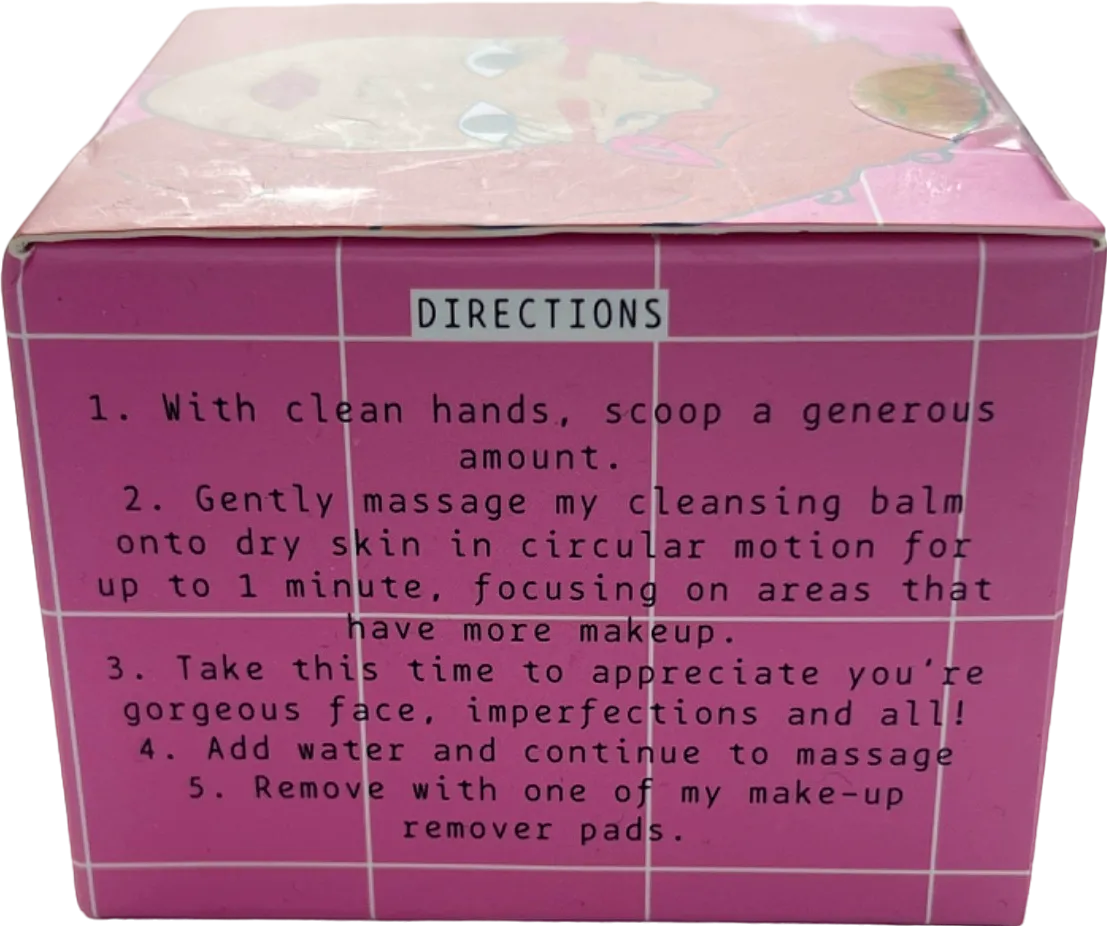 DIRECTIONS
1. With clean hands, scoop a generous
amount.
2. Gently massage my cleansing balm
onto dry skin in circular motion for
up to 1 minute, focusing on areas that
have more makeup.
3. Take this time to appreciate you're
gorgeous face, imperfections and all!
4. Add water and continue to massage
5. Remove with one of my make-up
remover pads.